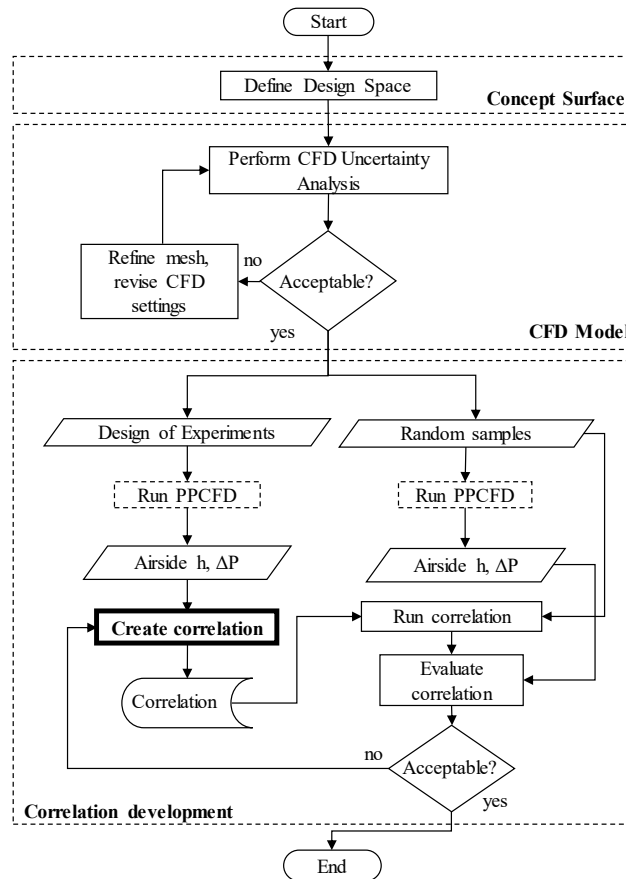 Start
Define Design Space
Concept Surface
Perform CFD Uncertainty
Analysis
Refine mesh,
revise CFD
settings
no
Acceptable?
yes
CFD Model
Design of Experiments
Random samples
Run PPCFD
Run PPCFD
Airside h, ΔP
Airside h, ΔP
Create correlation
Run correlation
Correlation
Evaluate
correlation
no
Acceptable?
yes
Correlation development
End